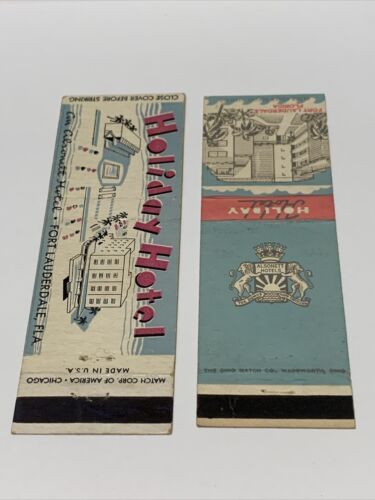 CLOSE COVER BEFORE STRIKING
Holiday Hotel
An Alsonett Hotel • FORT LAUDERDALE, FLA.
MATCH CORP. OF AMERICA • CHICAGO
MADE IN U.S.A.
FORT LAUDERDALE
FLORIDA
HOLIDAY
Hotel
ALSONETT
HOTELS
THE OHIO MATCH CO., WADSWORTH, OHIO